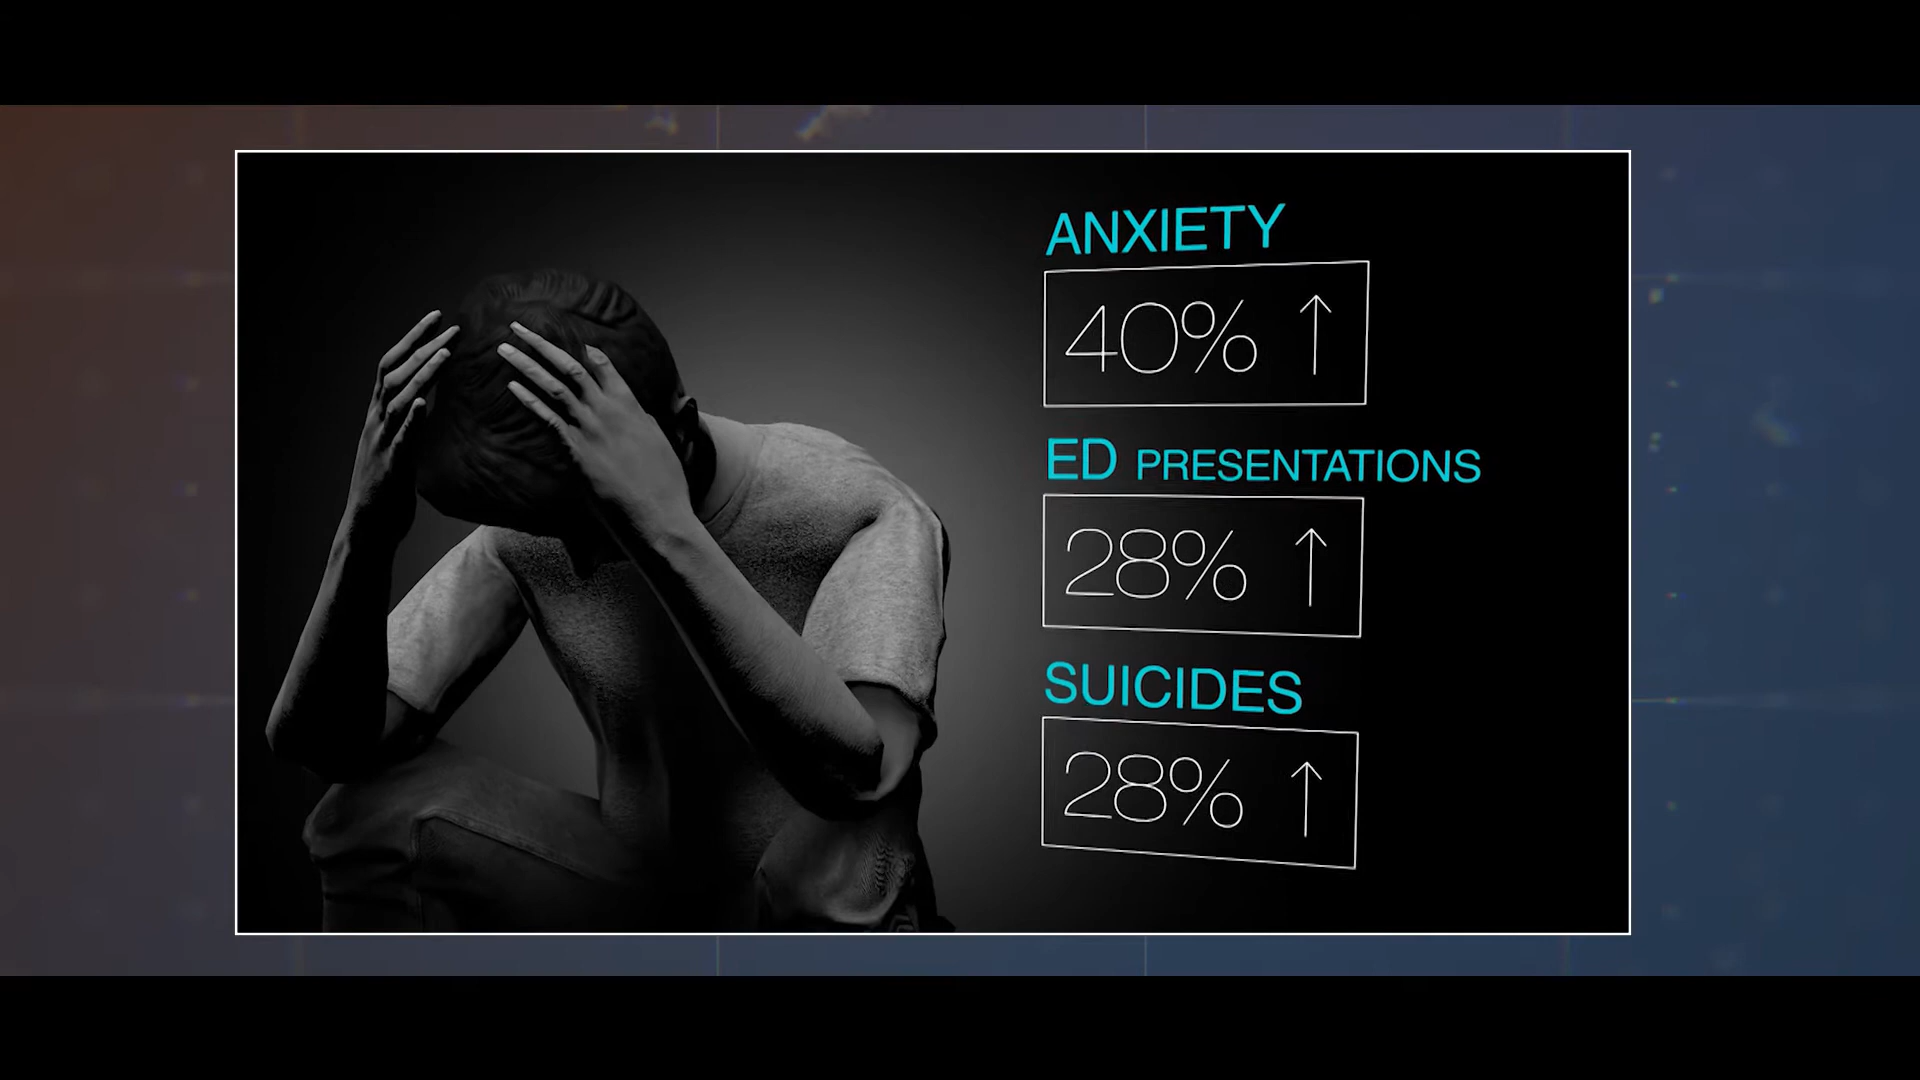 ANXIETY
40% ↑
ED PRESENTATIONS
28% ↑
SUICIDES
28% ↑